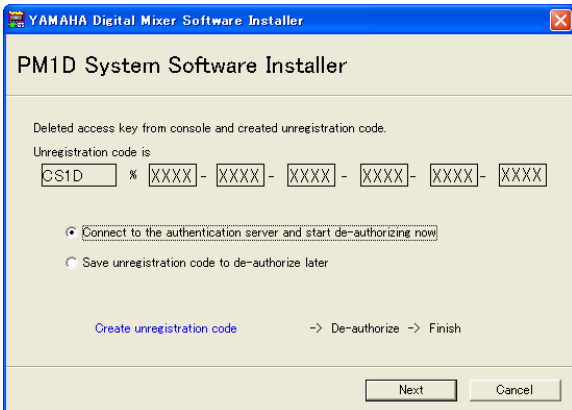 YAMAHA Digital Mixer Software Installer
PM1D System Software Installer
Deleted access key from console and created unregistration code.
Unregistration code is
CS1D % XXXX - XXXX - XXXX - XXXX - XXXX - XXXX
Connect to the authentication server and start de-authorizing now
Save unregistration code to de-authorize later
Create unregistration code -> De-authorize -> Finish
Next Cancel